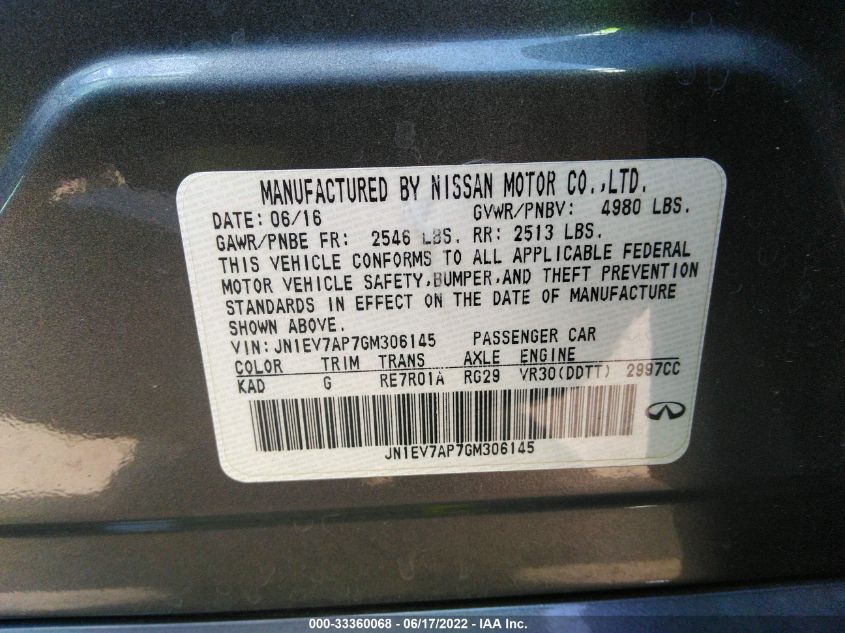 MANUFACTURED BY NISSAN MOTOR CO.,LTD.
DATE: 06/16 GVWR/PNBV: 4980 LBS.
GAWR/PNBE FR: 2546 LBS. RR: 2513 LBS.
THIS VEHICLE CONFORMS TO ALL APPLICABLE FEDERAL
MOTOR VEHICLE SAFETY,BUMPER,AND THEFT PREVENTION
STANDARDS IN EFFECT ON THE DATE OF MANUFACTURE
SHOWN ABOVE.
VIN: JN1EV7AP7GM306145 PASSENGER CAR
COLOR TRIM TRANS AXLE ENGINE
KAD G RE7R01A RG29 VR30(DDTT) 2997CC
JN1EV7AP7GM306145
000-33360068 - 06/17/2022 - IAA Inc.